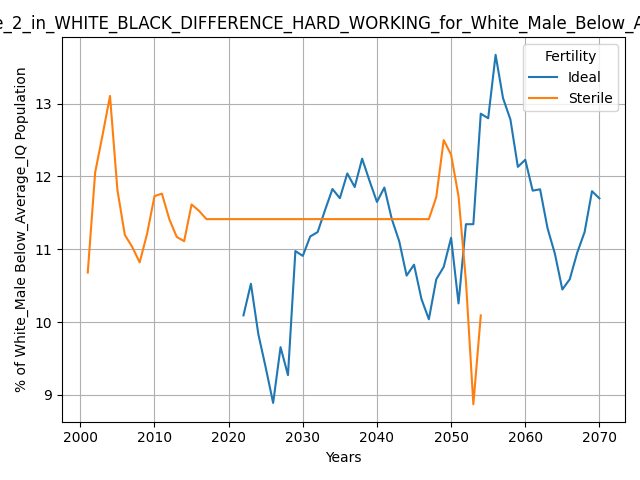 e_2_in_WHITE_BLACK_DIFFERENCE_HARD_WORKING_for_White_Male_Below_A
% of White_Male Below_Average_IQ Population
13
12
11
10
9
Fertility
Ideal
Sterile
2000 2010 2020 2030 2040 2050 2060 2070
Years